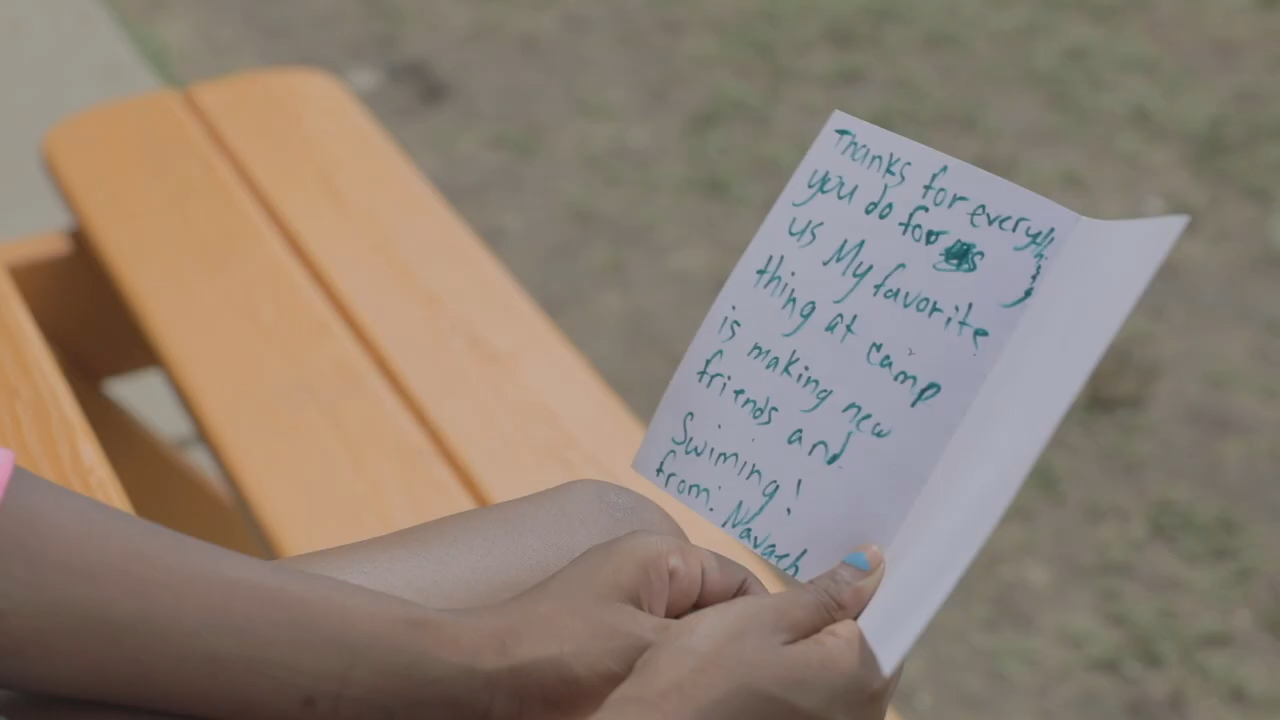 Thanks for everything
you do for
us My favorite
thing at camp
is making new
friends and
Swiming!
from: Navaeh